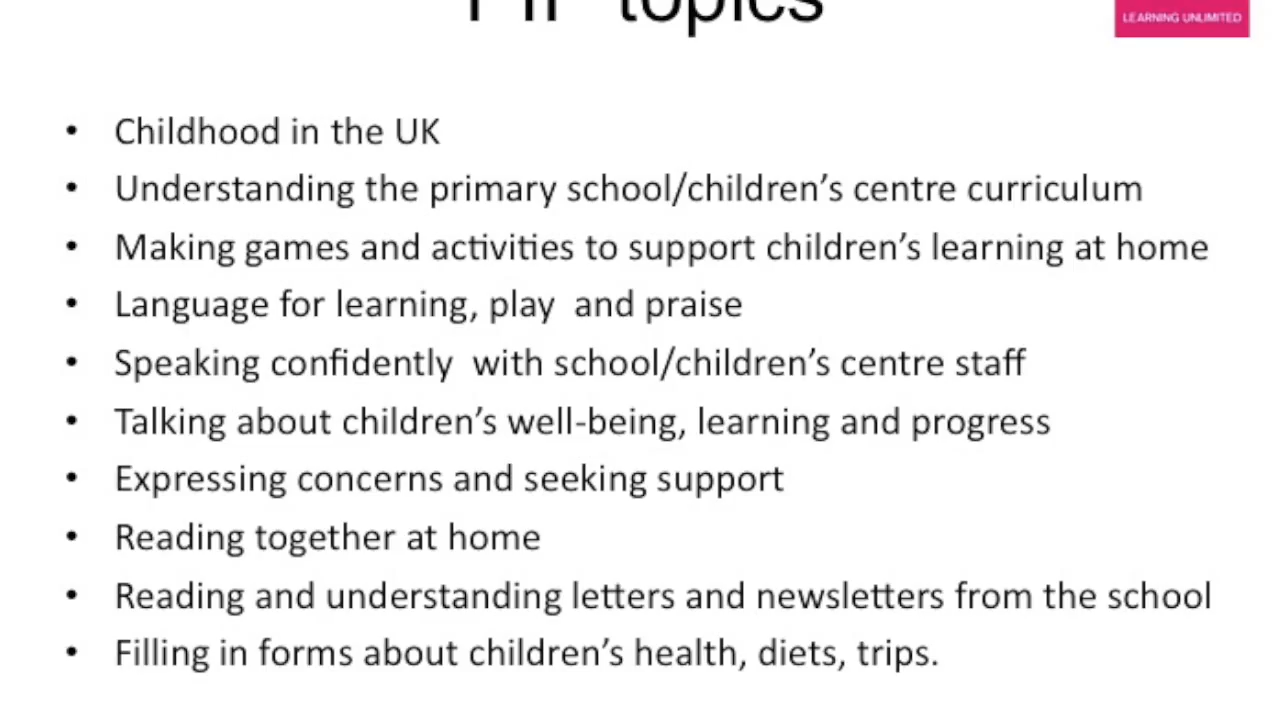 topics
LEARNING UNLIMITED
• Childhood in the UK
• Understanding the primary school/children’s centre curriculum
• Making games and activities to support children’s learning at home
• Language for learning, play  and praise
• Speaking confidently  with school/children’s centre staff
• Talking about children’s well-being, learning and progress
• Expressing concerns and seeking support
• Reading together at home
• Reading and understanding letters and newsletters from the school
• Filling in forms about children’s health, diets, trips.